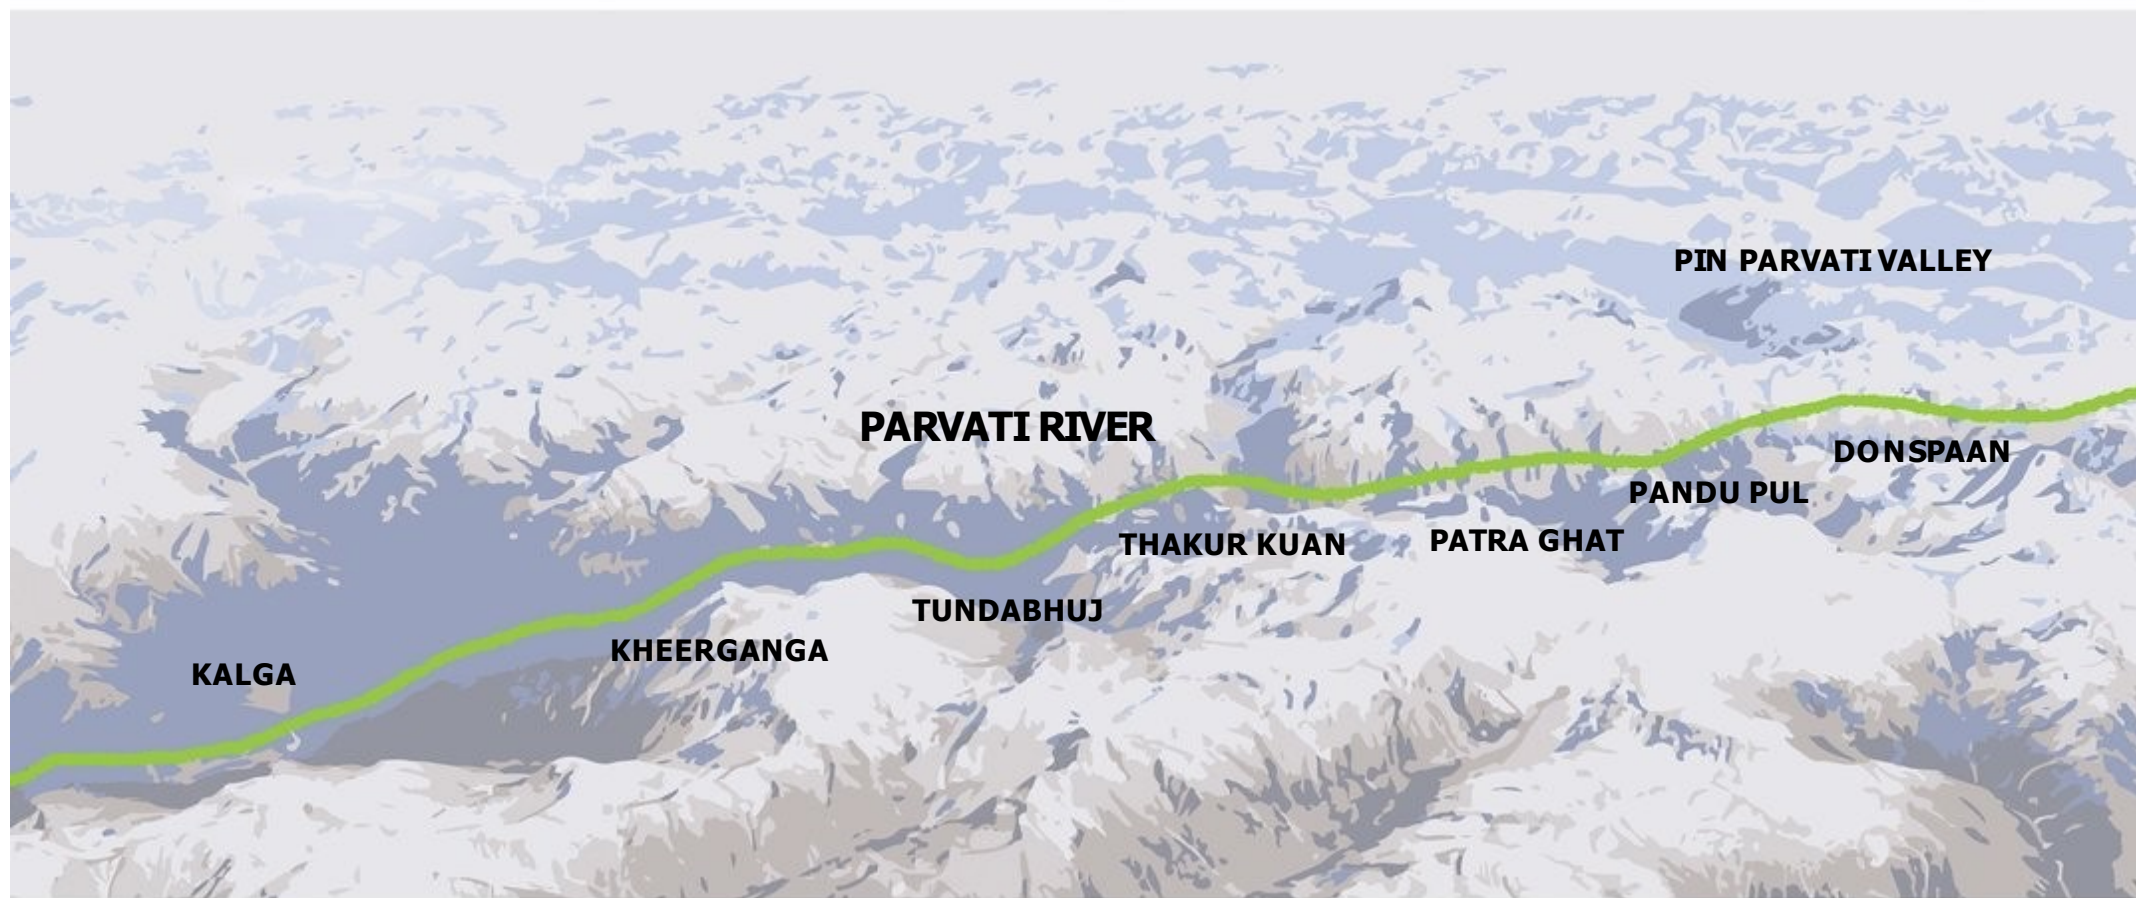 PIN PARVATI VALLEY
PARVATI RIVER
DONSPAAN
PANDU PUL
PATRA GHAT
THAKUR KUAN
TUNDABHUJ
KHEERGANGA
KALGA